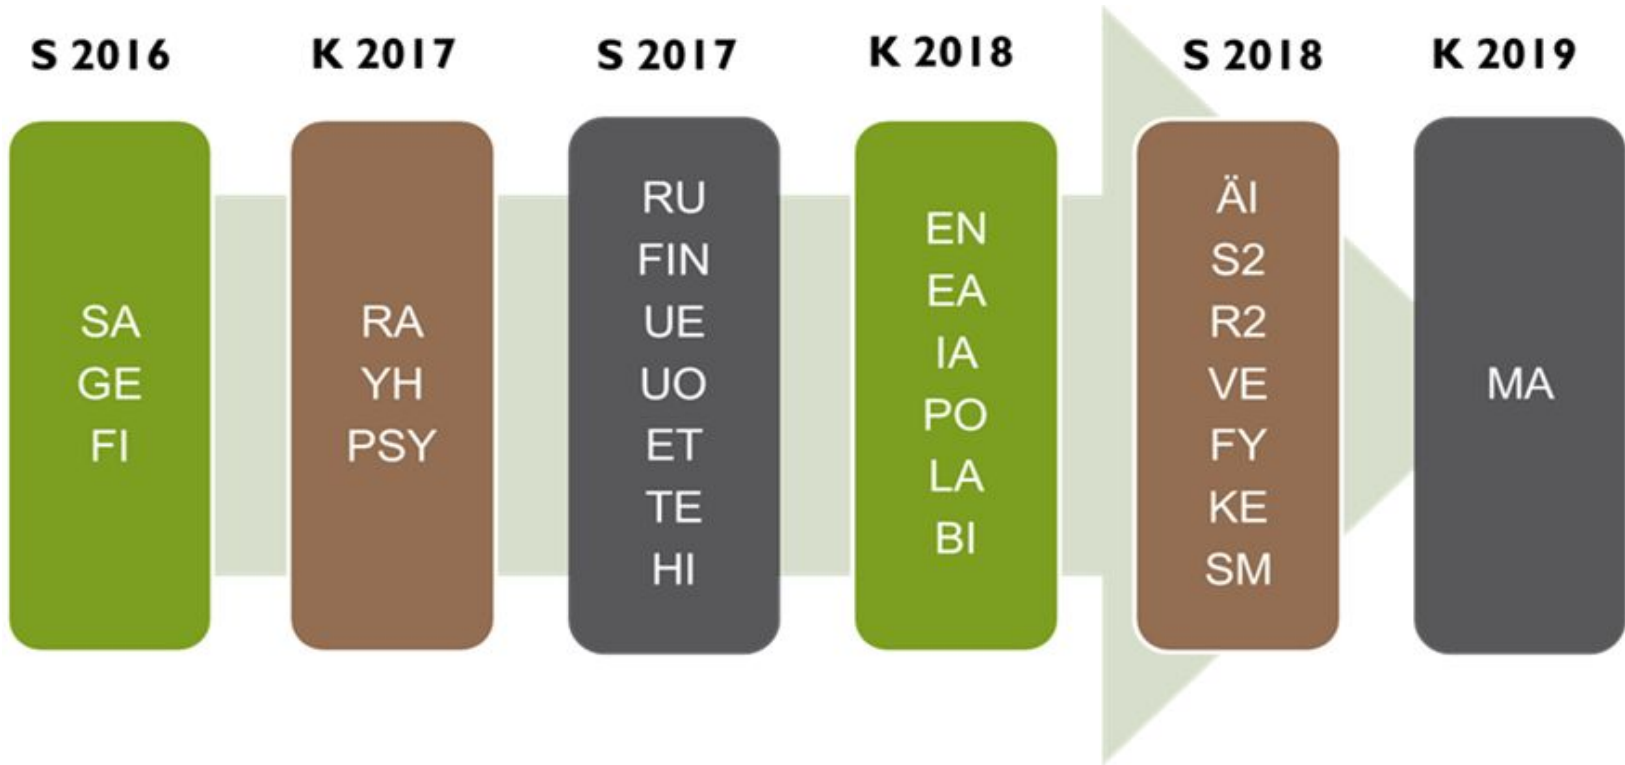 S 2016
K 2017
S 2017
K 2018
S 2018
K 2019
SA
GE
FI
RA
YH
PSY
RU
FIN
UE
UO
ET
TE
HI
EN
EA
IA
PO
LA
BI
ÄI
S2
R2
VE
FY
KE
SM
MA